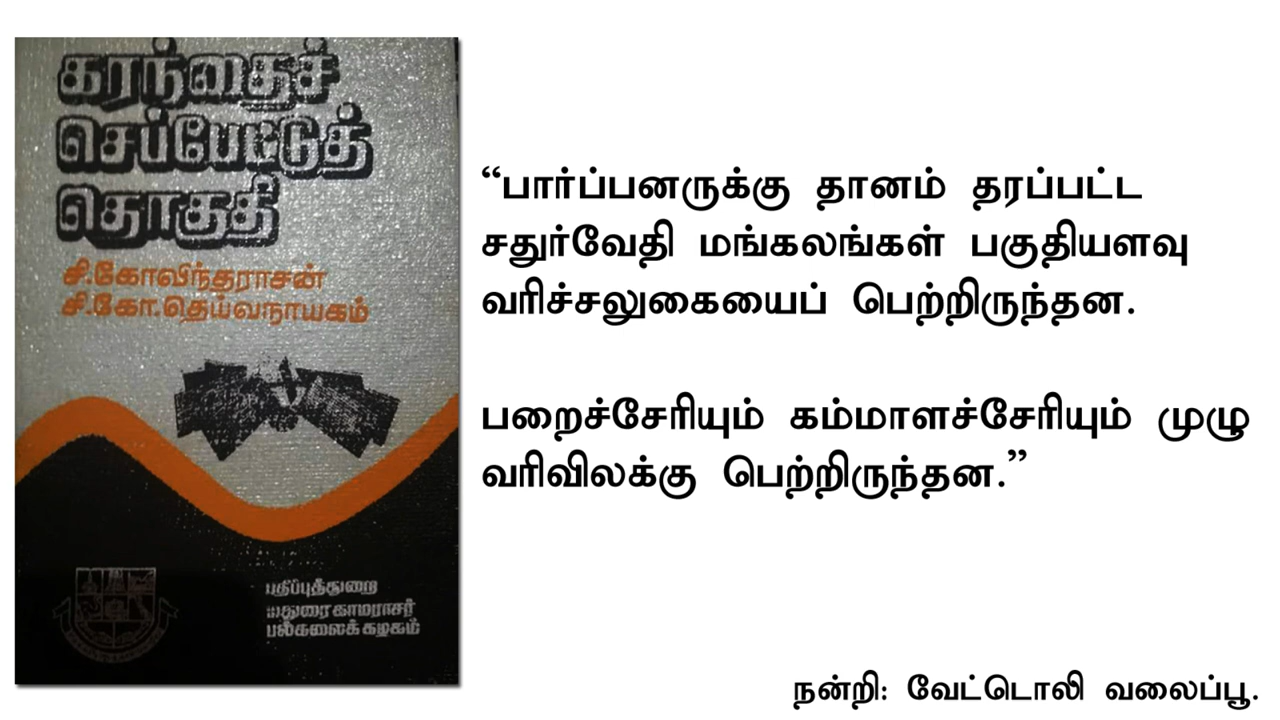 கரந்தைச்
செப்பேட்டுத்
தொகுதி
சி.கோவிந்தராசன்
சி.கோ.தெய்வநாயகம்
பதிப்புத்துறை
மதுரை காமராசர்
பல்கலைக் கழகம்
“பார்ப்பனருக்கு தானம் தரப்பட்ட
சதுர்வேதி மங்கலங்கள் பகுதியளவு
வரிச்சலுகையைப் பெற்றிருந்தன.
பறைச்சேரியும் கம்மாளச்சேரியும் முழு
வரிவிலக்கு பெற்றிருந்தன.”
நன்றி: வேட்டொலி வலைப்பூ.